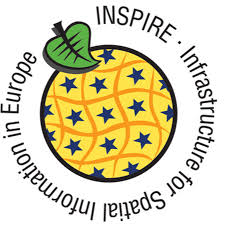 INSPIRE · Infrastructure for Spatial Information in Europe